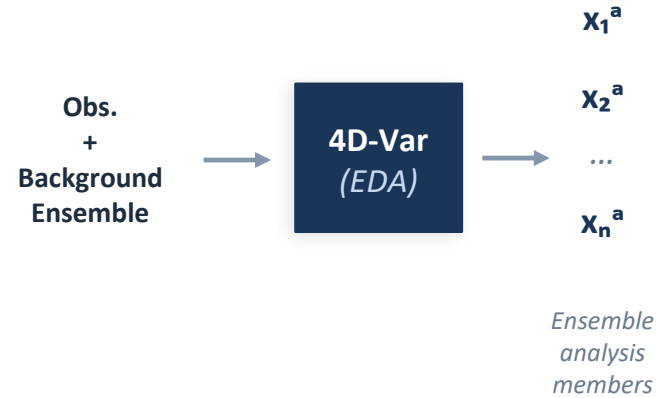 Obs.
+
Background
Ensemble
4D-Var
(EDA)
x₁ᵃ
x₂ᵃ
...
xₙᵃ
Ensemble
analysis
members